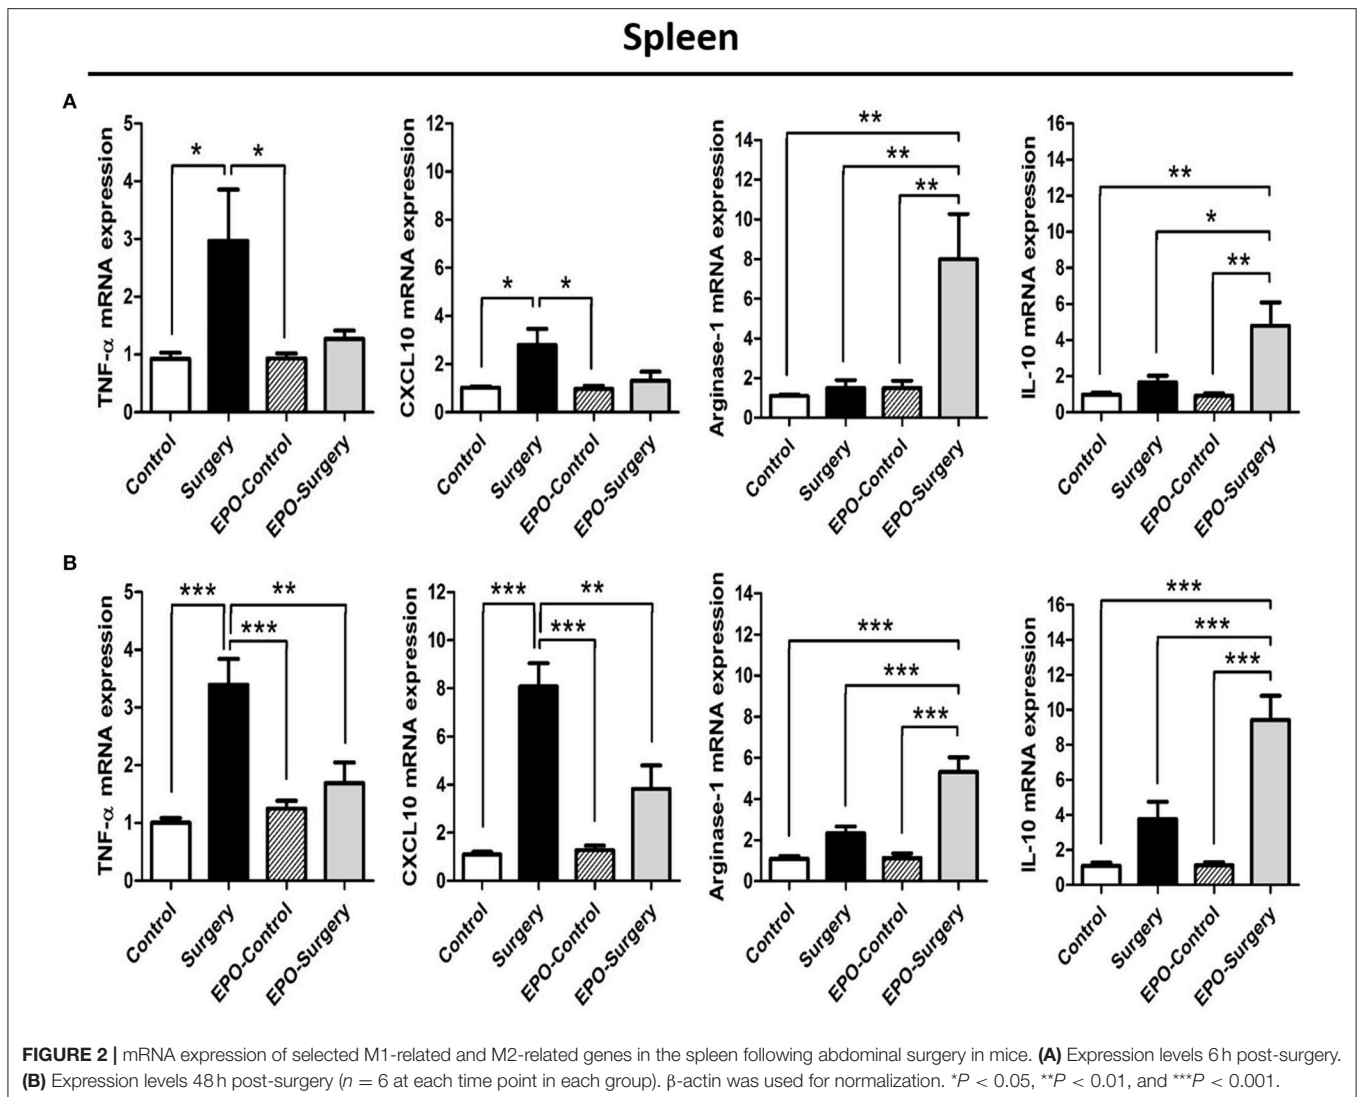 Spleen
A
TNF-α mRNA expression
5
4
3
2
1
0
* *
Control
Surgery
EPO-Control
EPO-Surgery
CXCL10 mRNA expression
12
10
8
6
4
2
0
* *
Control
Surgery
EPO-Control
EPO-Surgery
Arginase-1 mRNA expression
14
12
10
8
6
4
2
0
**
**
**
Control
Surgery
EPO-Control
EPO-Surgery
IL-10 mRNA expression
16
14
12
10
8
6
4
2
0
**
*
**
Control
Surgery
EPO-Control
EPO-Surgery
B
TNF-α mRNA expression
5
4
3
2
1
0
*** **
***
Control
Surgery
EPO-Control
EPO-Surgery
CXCL10 mRNA expression
12
10
8
6
4
2
0
*** **
***
Control
Surgery
EPO-Control
EPO-Surgery
Arginase-1 mRNA expression
14
12
10
8
6
4
2
0
***
***
***
Control
Surgery
EPO-Control
EPO-Surgery
IL-10 mRNA expression
16
14
12
10
8
6
4
2
0
***
***
***
Control
Surgery
EPO-Control
EPO-Surgery
FIGURE 2 | mRNA expression of selected M1-related and M2-related genes in the spleen following abdominal surgery in mice. (A) Expression levels 6 h post-surgery.
(B) Expression levels 48 h post-surgery (n = 6 at each time point in each group). β-actin was used for normalization. *P < 0.05, **P < 0.01, and ***P < 0.001.